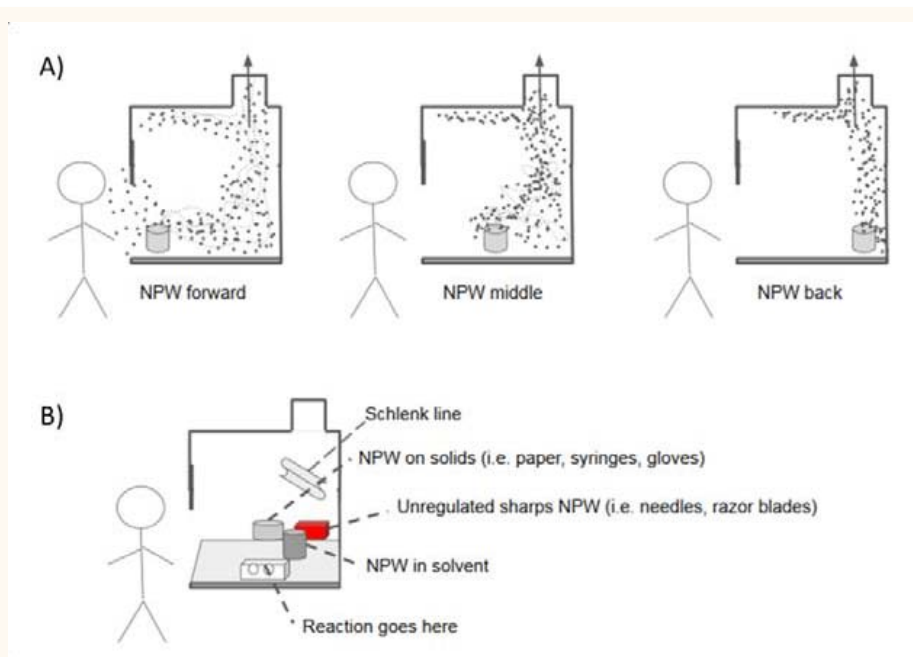 A)
NPW forward
NPW middle
NPW back
B)
Schlenk line
NPW on solids (i.e. paper, syringes, gloves)
Unregulated sharps NPW (i.e. needles, razor blades)
NPW in solvent
Reaction goes here